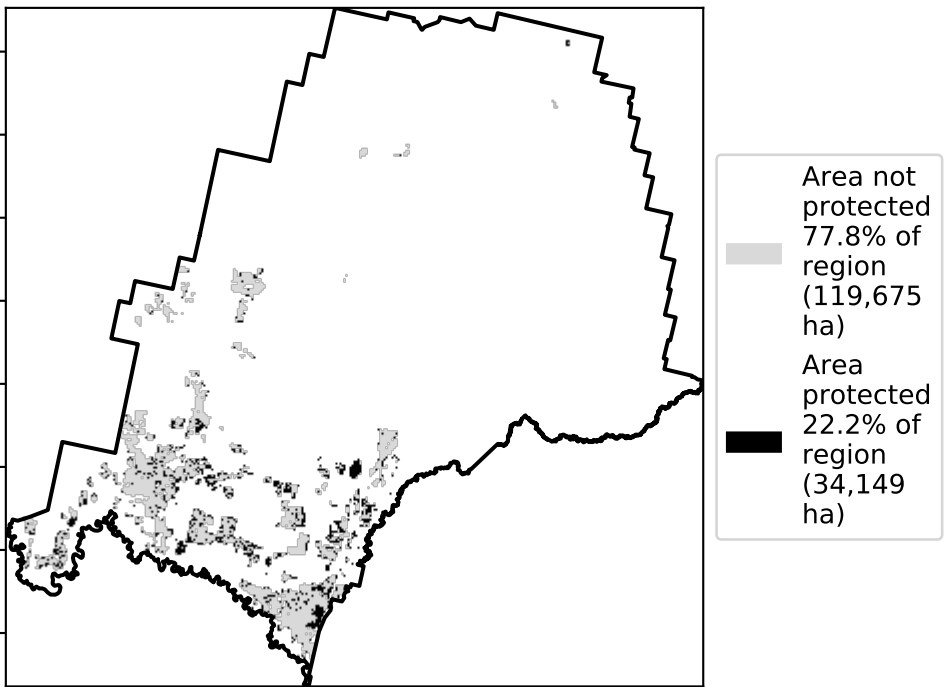 Area not
protected
77.8% of
region
(119,675
ha)
Area
protected
22.2% of
region
(34,149
ha)